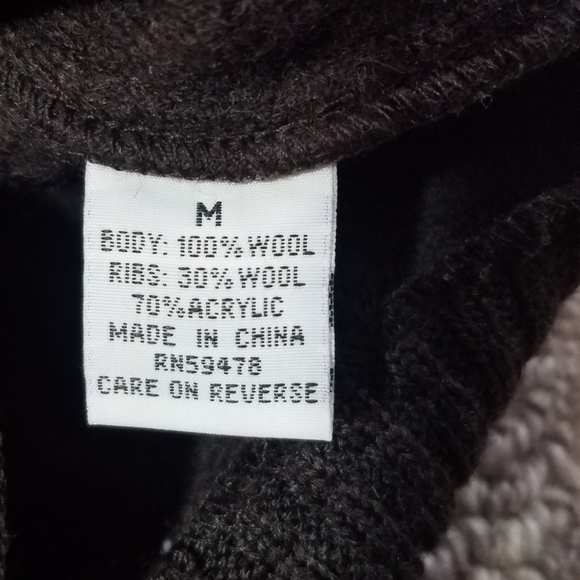 M
BODY: 100% WOOL
RIBS: 30% WOOL
70% ACRYLIC
MADE IN CHINA
RN59478
CARE ON REVERSE